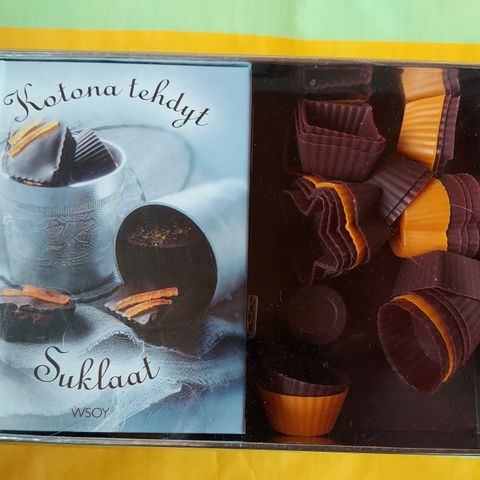 Kotona tehdyt
Suklaat
WSOY